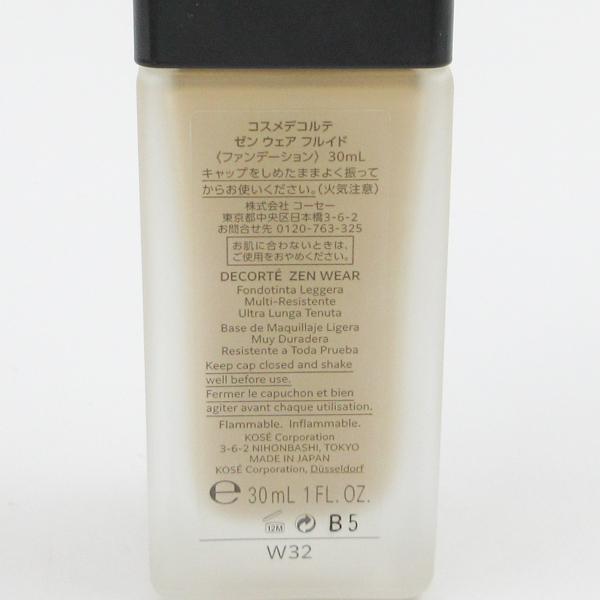 コスメデコルテ
ゼン ウェア フルイド
〈ファンデーション〉 30mL
キャップをしめたままよく振って
からお使いください。(火気注意)
株式会社 コーセー
東京都中央区日本橋3-6-2
お問合せ先 0120-763-325
お肌に合わないときは、
ご使用をおやめください。
DECORTÉ ZEN WEAR
Fondotinta Leggera
Multi-Resistente
Ultra Lunga Tenuta
Base de Maquillaje Ligera
Muy Duradera
Resistente a Toda Prueba
Keep cap closed and shake
well before use.
Fermer le capuchon et bien
agiter avant chaque utilisation.
Flammable. Inflammable.
KOSÉ Corporation
3-6-2 NIHONBASHI, TOKYO
MADE IN JAPAN
KOSÉ Corporation, Düsseldorf
℮ 30mL 1 FL. OZ.
12M B5
W32